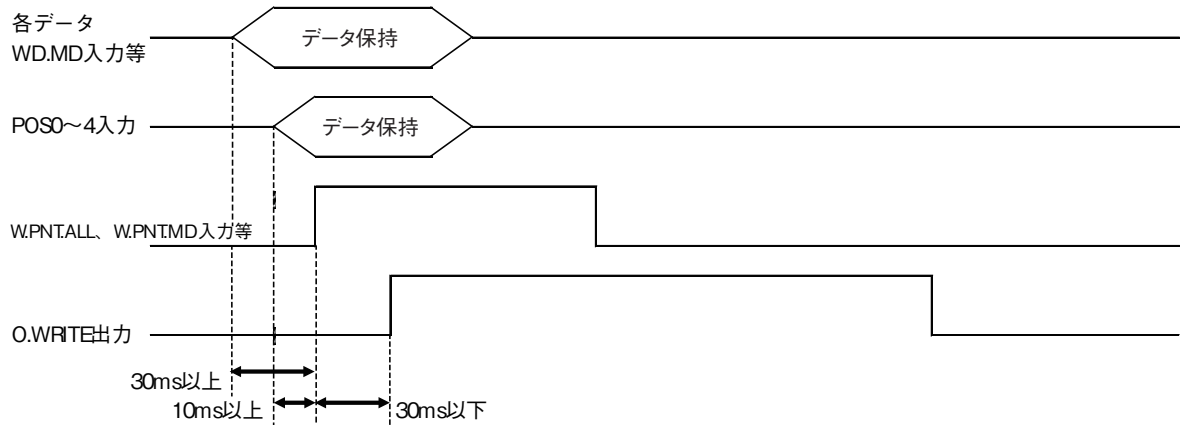 各データ
WD.MD入力等
データ保持
POS0～4入力
データ保持
W.PNT.ALL、W.PNT.MD入力等
O.WRITE出力
30ms以上
10ms以上
30ms以下